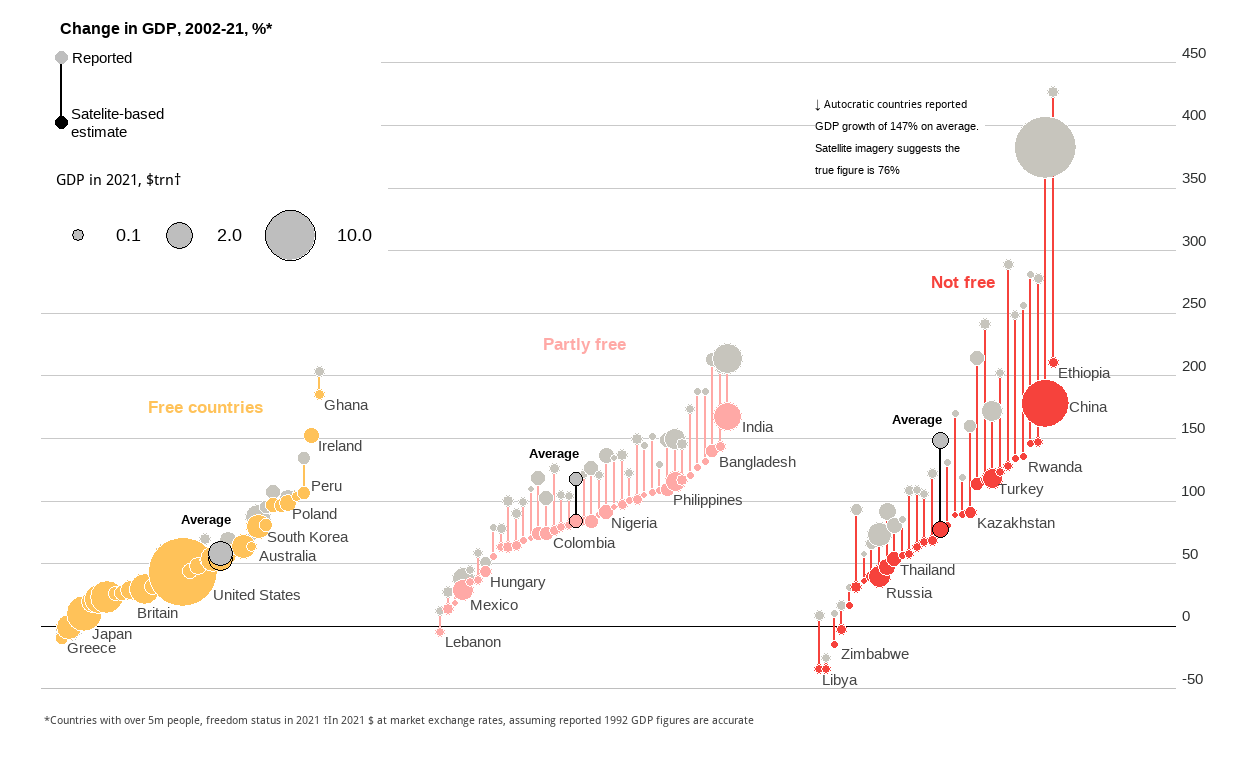 Change in GDP, 2002-21, %*
Reported
Satelite-based
estimate
GDP in 2021, $trn†
0.1
2.0
10.0
↓ Autocratic countries reported
GDP growth of 147% on average.
Satellite imagery suggests the
true figure is 76%
450
400
350
300
250
200
150
100
50
0
-50
Free countries
Ghana
Ireland
Peru
Poland
Average
South Korea
Australia
United States
Britain
Japan
Greece
Partly free
India
Average
Bangladesh
Philippines
Nigeria
Colombia
Hungary
Mexico
Lebanon
Not free
Ethiopia
China
Average
Rwanda
Turkey
Kazakhstan
Thailand
Russia
Zimbabwe
Libya
*Countries with over 5m people, freedom status in 2021 †In 2021 $ at market exchange rates, assuming reported 1992 GDP figures are accurate